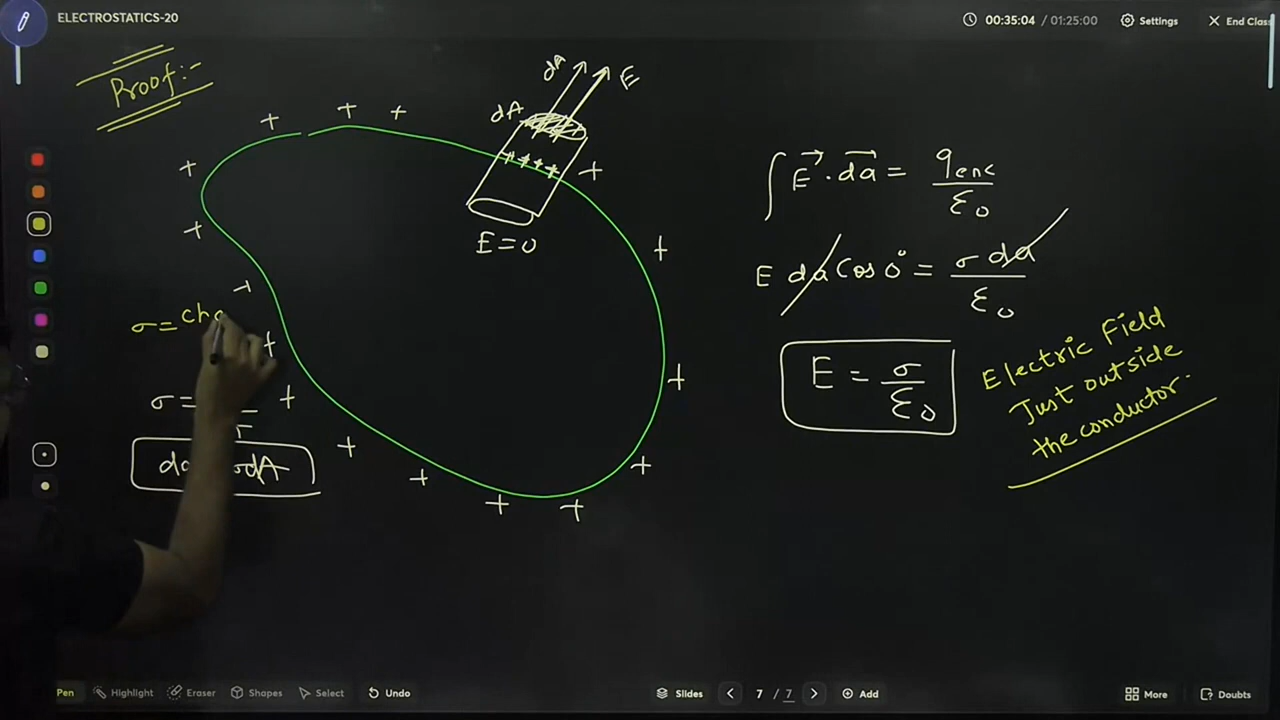 ELECTROSTATICS-20
00:35:04 / 01:25:00
Settings
End Class
Proof:-
+ + +
dA
E
dA
+ + + +
E=0
∫ E⃗ . da⃗ = qenc / ε0
E da Cos 0° = σ da / ε0
E = σ / ε0
Electric Field
Just outside
the conductor.
σ = Cha
σ =
dA
Pen
Highlight
Eraser
Shapes
Select
Undo
Slides
7 / 7
Add
More
Doubts